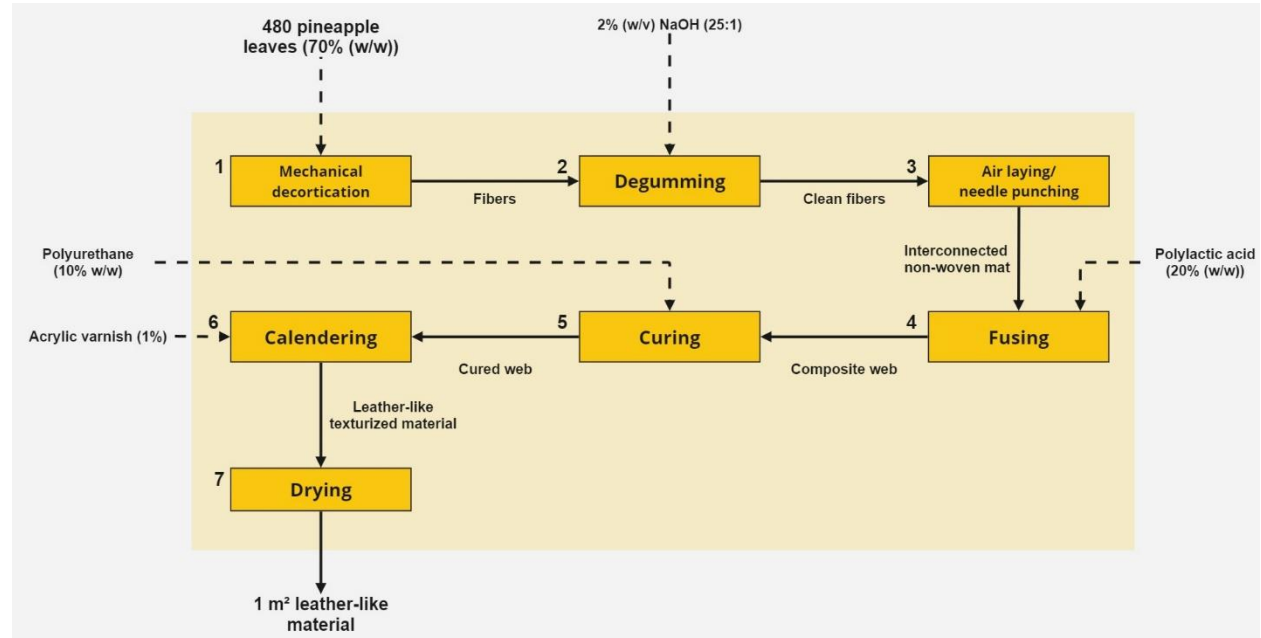 480 pineapple
leaves (70% (w/w))
2% (w/v) NaOH (25:1)
1
Mechanical
decortication
Fibers
2
Degumming
Clean fibers
3
Air laying/
needle punching
Interconnected
non-woven mat
Polylactic acid
(20% (w/w))
Polyurethane
(10% w/w)
4
Fusing
Composite web
5
Curing
Cured web
6
Calendering
Acrylic varnish (1%)
Leather-like
texturized material
7
Drying
1 m² leather-like
material